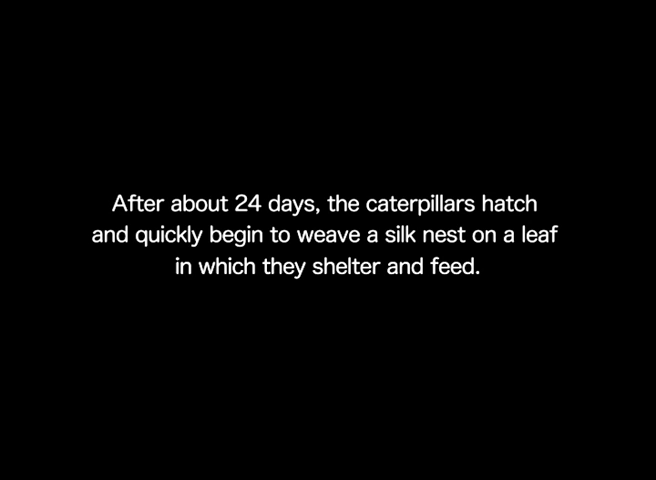 After about 24 days, the caterpillars hatch
and quickly begin to weave a silk nest on a leaf
in which they shelter and feed.